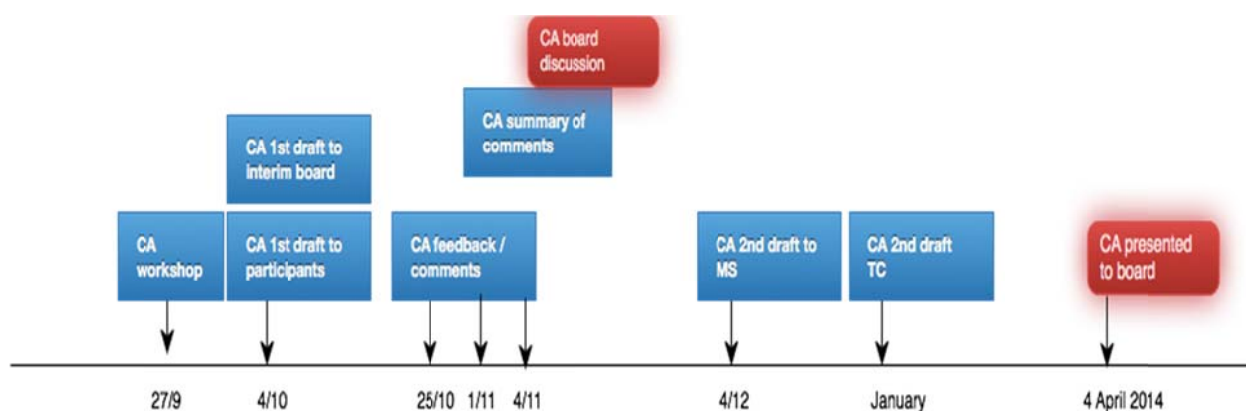 CA board
discussion
CA summary of
comments
CA 1st draft to
interim board
CA
workshop
CA 1st draft to
participants
CA feedback /
comments
CA 2nd draft to
MS
CA 2nd draft
TC
CA presented
to board
27/9
4/10
25/10
1/11
4/11
4/12
January
4 April 2014